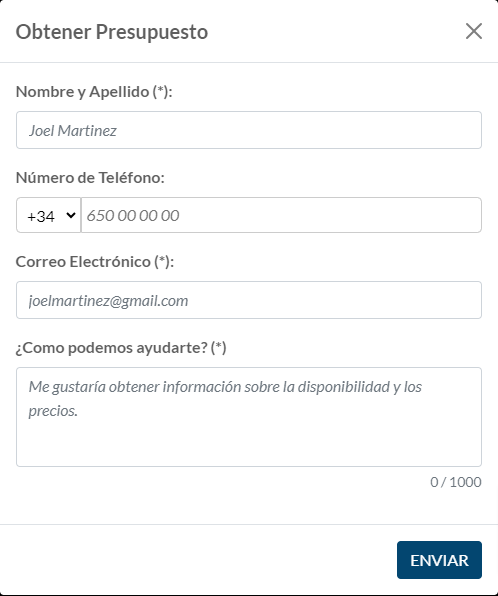 Obtener Presupuesto
Nombre y Apellido (*):
Joel Martinez
Número de Teléfono:
+34 650 00 00 00
Correo Electrónico (*):
joelmartinez@gmail.com
¿Como podemos ayudarte? (*)
Me gustaría obtener información sobre la disponibilidad y los
precios.
0 / 1000
ENVIAR